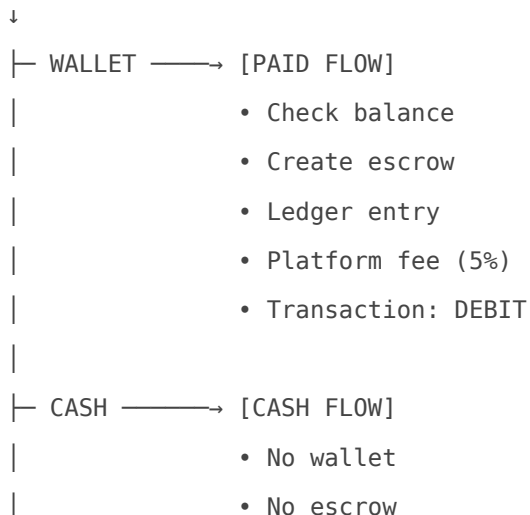 ↓
├─ WALLET ────→ [PAID FLOW]
│ • Check balance
│ • Create escrow
│ • Ledger entry
│ • Platform fee (5%)
│ • Transaction: DEBIT
│
├─ CASH ──────→ [CASH FLOW]
│ • No wallet
│ • No escrow